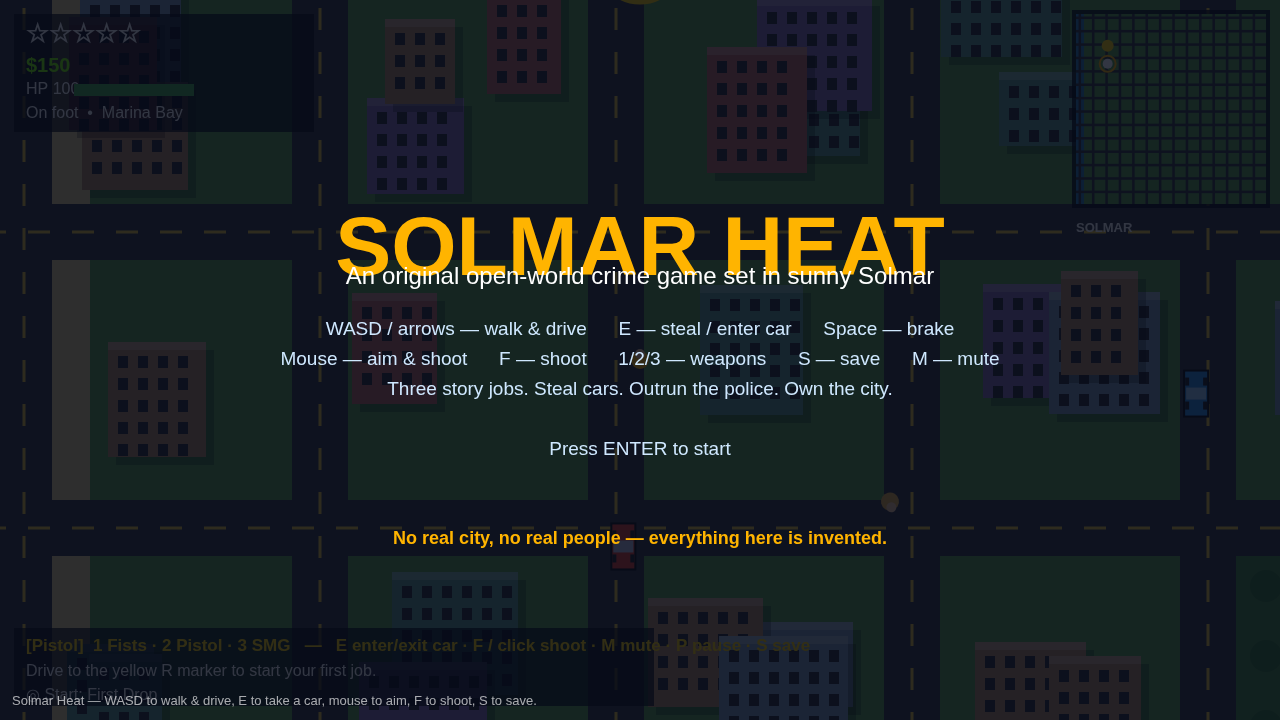 ☆☆☆☆☆
$150
HP 100
On foot • Marina Bay
SOLMAR
SOLMAR HEAT
An original open-world crime game set in sunny Solmar
WASD / arrows — walk & drive E — steal / enter car Space — brake
Mouse — aim & shoot F — shoot 1/2/3 — weapons S — save M — mute
Three story jobs. Steal cars. Outrun the police. Own the city.
Press ENTER to start
No real city, no real people — everything here is invented.
[Pistol] 1 Fists · 2 Pistol · 3 SMG — E enter/exit car · F / click shoot · M mute · P pause · S save
Drive to the yellow R marker to start your first job.
◎ Start: First Drop
Solmar Heat — WASD to walk & drive, E to take a car, mouse to aim, F to shoot, S to save.